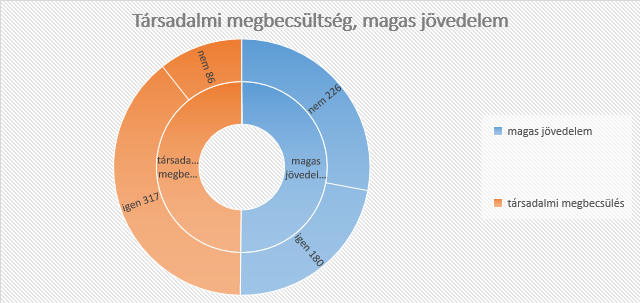 Társadalmi megbecsültség, magas jövedelem
nem 86
nem 226
társada...
megbe...
magas
jövedel...
igen 317
igen 180
magas jövedelem
társadalmi megbecsülés